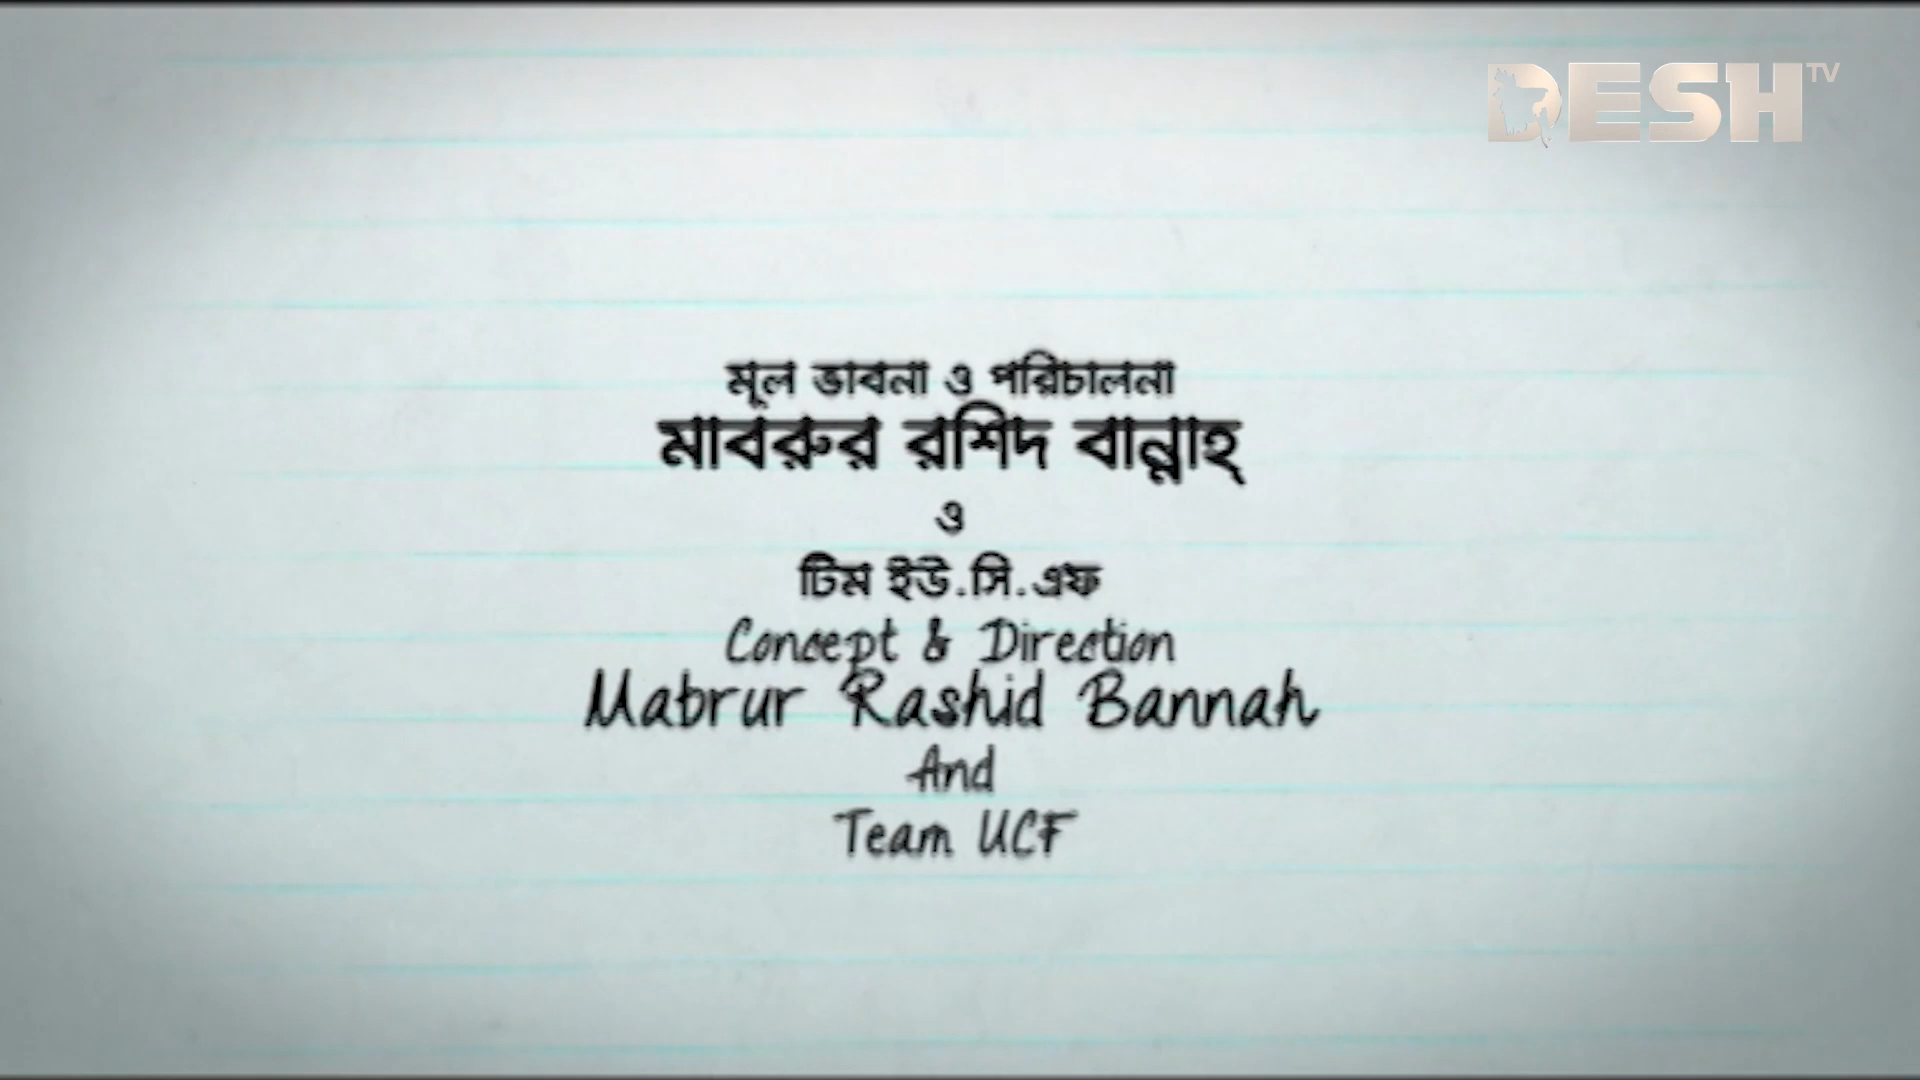 DESH TV
মূল ভাবনা ও পরিচালনা
মাবরুর রশিদ বান্নাহ্
ও
টিম ইউ.সি.এফ
Concept & Direction
Mabrur Rashid Bannah
And
Team UCF